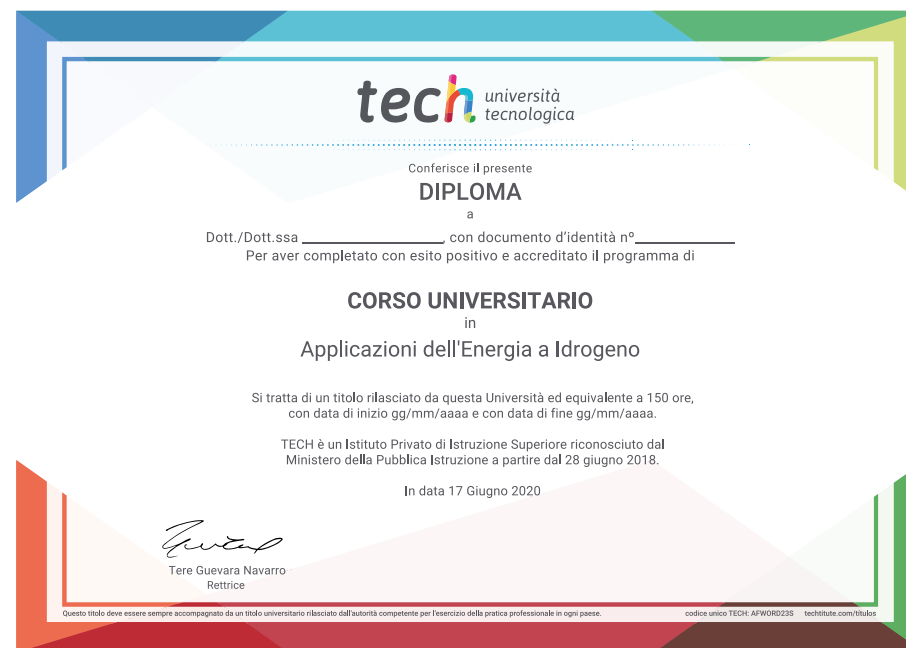 tech università
tecnologica
Conferisce il presente
DIPLOMA
a
Dott./Dott.ssa ____________________, con documento d'identità nº______________
Per aver completato con esito positivo e accreditato il programma di
CORSO UNIVERSITARIO
in
Applicazioni dell'Energia a Idrogeno
Si tratta di un titolo rilasciato da questa Università ed equivalente a 150 ore,
con data di inizio gg/mm/aaaa e con data di fine gg/mm/aaaa.
TECH è un Istituto Privato di Istruzione Superiore riconosciuto dal
Ministero della Pubblica Istruzione a partire dal 28 giugno 2018.
In data 17 Giugno 2020
Tere Guevara Navarro
Rettrice
Questo titolo deve essere sempre accompagnato da un titolo universitario rilasciato dall'autorità competente per l'esercizio della pratica professionale in ogni paese. codice unico TECH: AFWORD23S techtitute.com/titulos